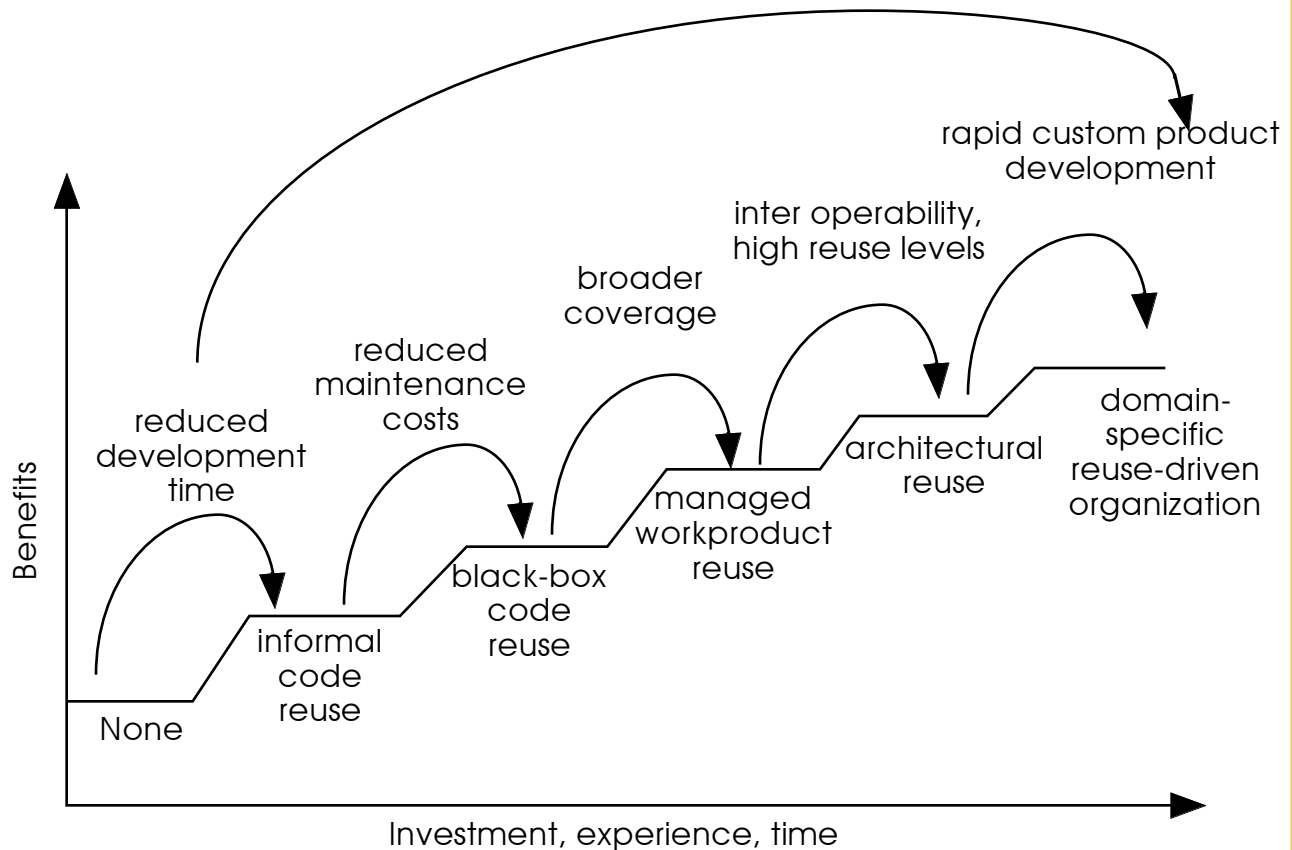 rapid custom product
development
inter operability,
high reuse levels
broader
coverage
reduced
maintenance
costs
reduced
development
time
Benefits
None
informal
code
reuse
black-box
code
reuse
managed
workproduct
reuse
architectural
reuse
domain-
specific
reuse-driven
organization
Investment, experience, time